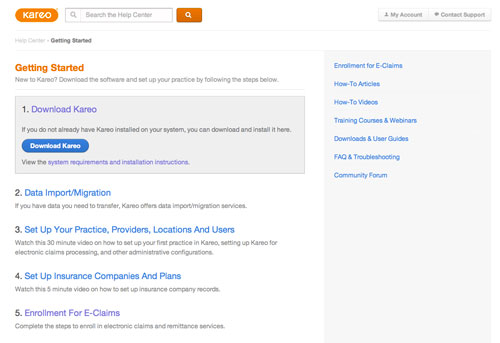 KAREO
Search the Help Center
My Account
Contact Support
Help Center › Getting Started
Getting Started
New to Kareo? Download the software and set up your practice by following the steps below.
1. Download Kareo
If you do not already have Kareo installed on your system, you can download and install it here.
Download Kareo
View the system requirements and installation instructions.
2. Data Import/Migration
If you have data you need to transfer, Kareo offers data import/migration services.
3. Set Up Your Practice, Providers, Locations And Users
Watch this 30 minute video on how to set up your first practice in Kareo, setting up Kareo for
electronic claims processing, and other administrative configurations.
4. Set Up Insurance Companies And Plans
Watch this 5 minute video on how to set up insurance company records.
5. Enrollment For E-Claims
Complete the steps to enroll in electronic claims and remittance services.
Enrollment for E-Claims
How-To Articles
How-To Videos
Training Courses & Webinars
Downloads & User Guides
FAQ & Troubleshooting
Community Forum